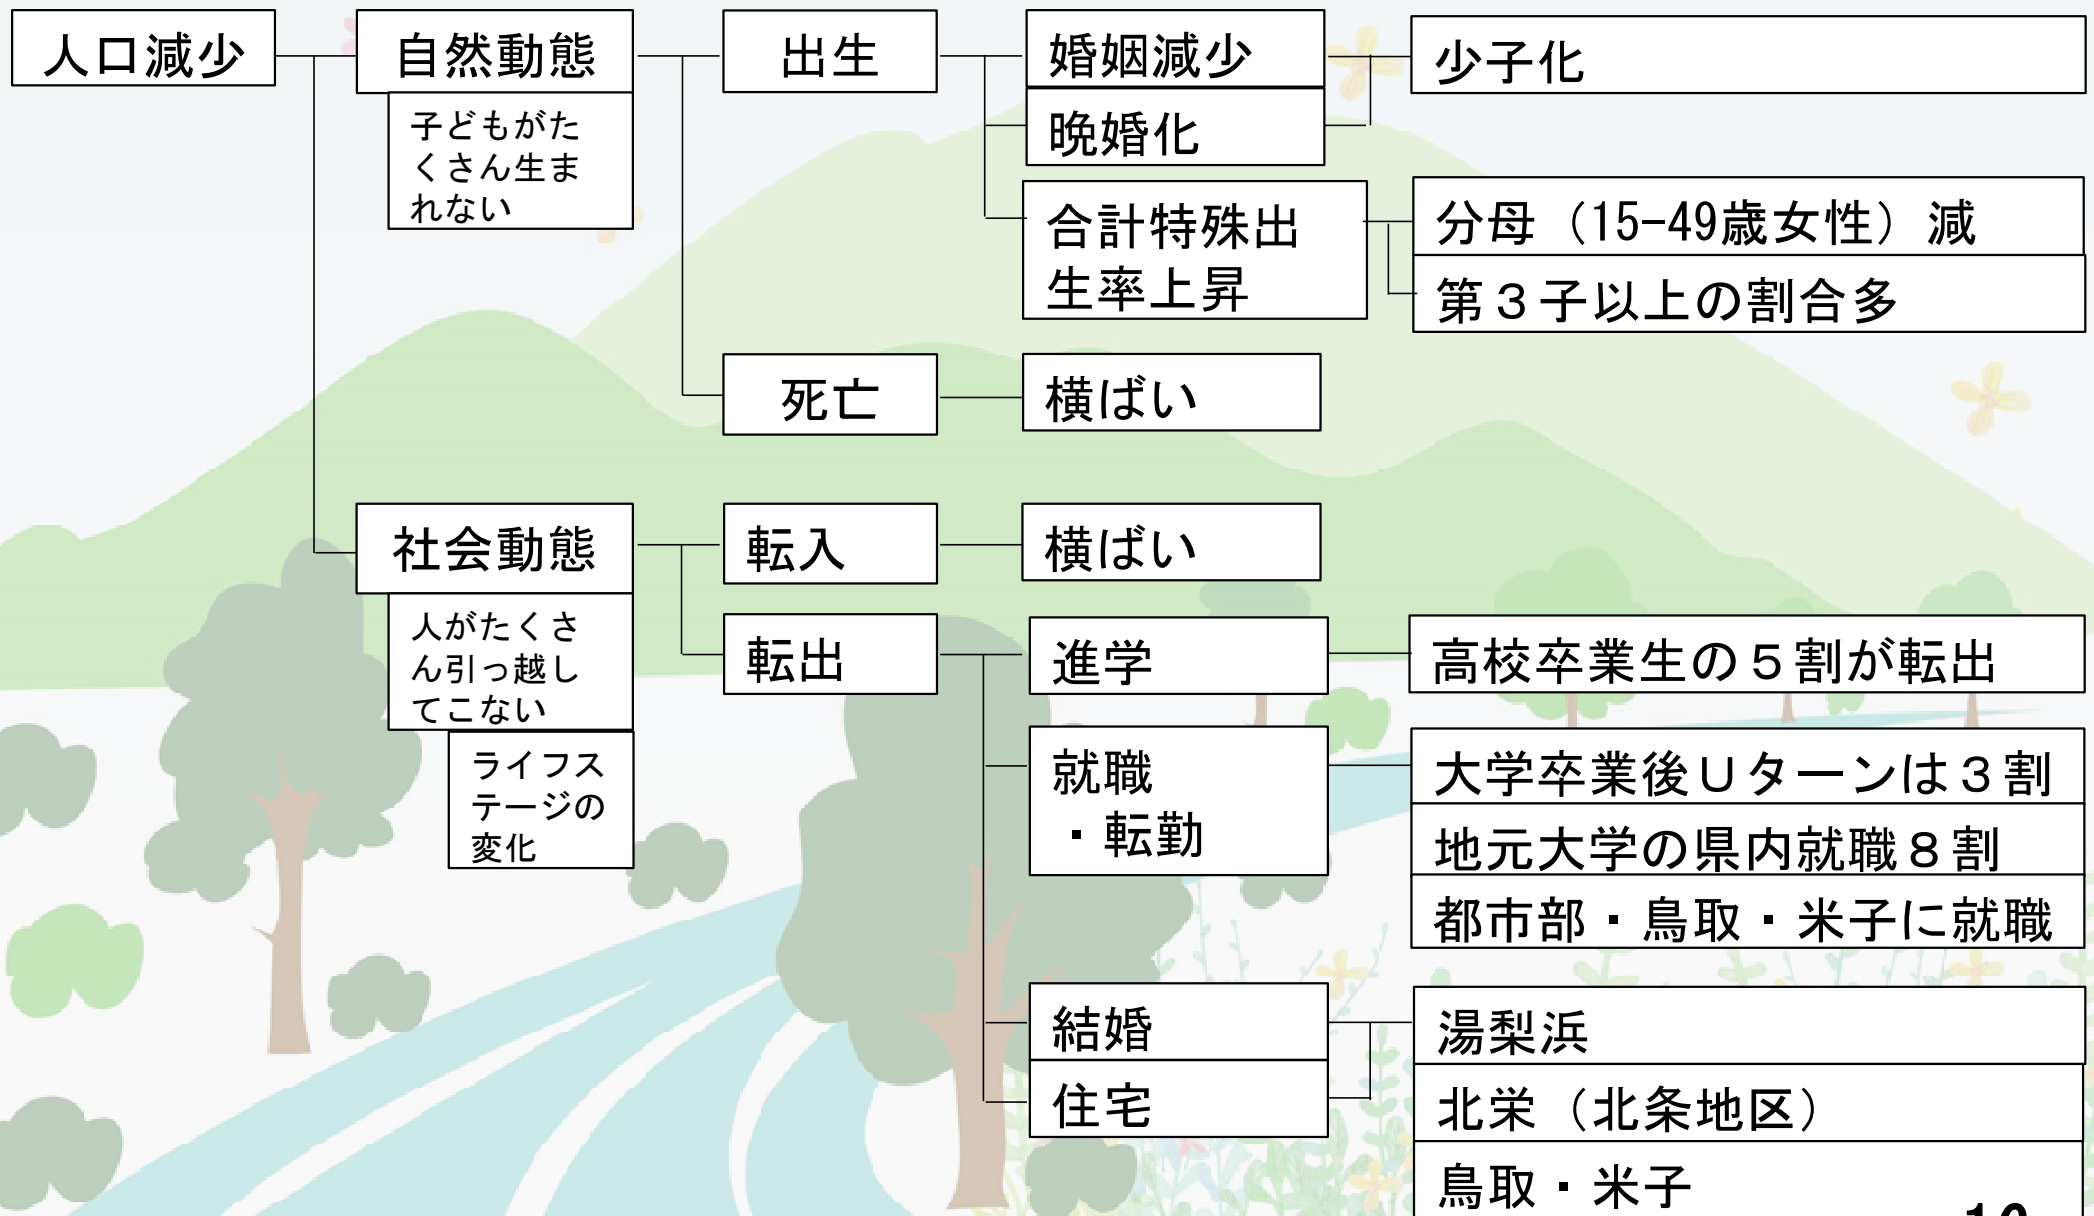 人口減少
自然動態
子どもがた
くさん生ま
れない
出生
婚姻減少
晩婚化
少子化
合計特殊出
生率上昇
分母（15-49歳女性）減
第３子以上の割合多
死亡
横ばい
社会動態
人がたくさ
ん引っ越し
てこない
ライフス
テージの
変化
転入
横ばい
転出
進学
高校卒業生の５割が転出
就職
・転勤
大学卒業後Ｕターンは３割
地元大学の県内就職８割
都市部・鳥取・米子に就職
結婚
住宅
湯梨浜
北栄（北条地区）
鳥取・米子